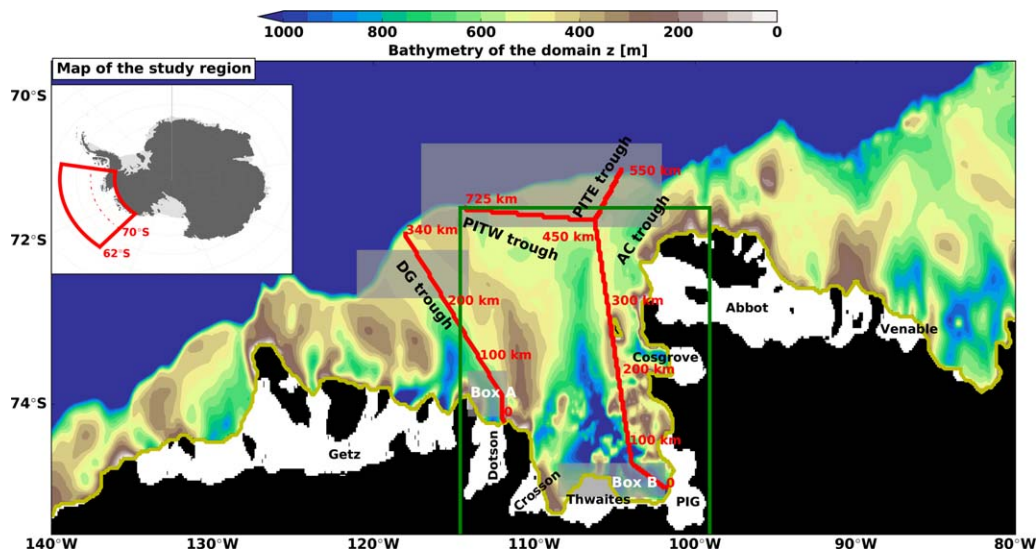 1000 800 600 400 200 0
Bathymetry of the domain z [m]
Map of the study region
70°S
62°S
70°S
72°S
74°S
PITE trough
550 km
725 km
PITW trough
450 km
AC trough
340 km
DG trough
200 km
300 km
Abbot
Venable
100 km
Cosgrove
200 km
Box A
0
100 km
Getz
Dotson
Crosson
Thwaites
Box B
0
PIG
140°W 130°W 120°W 110°W 100°W 90°W 80°W